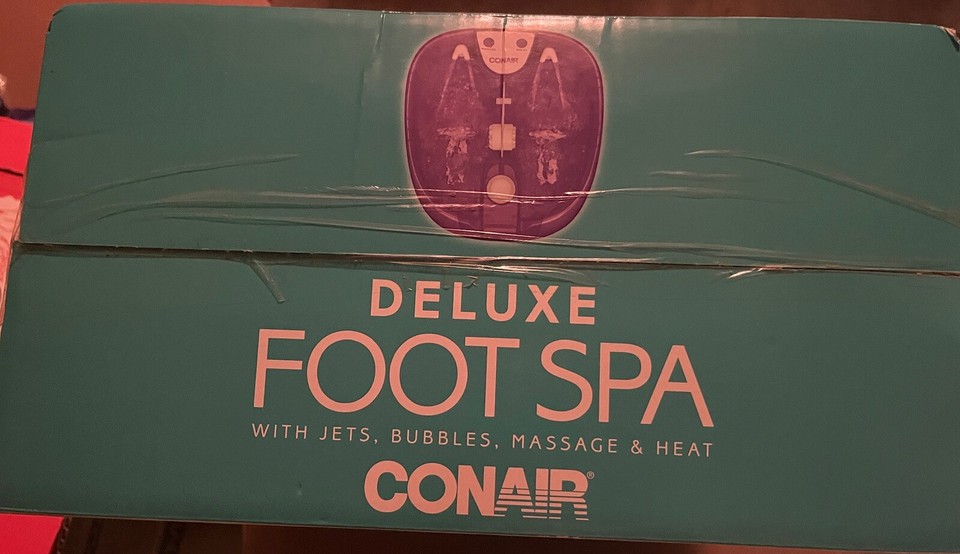 CONAIR
DELUXE
FOOT SPA
WITH JETS, BUBBLES, MASSAGE & HEAT
CONAIR®